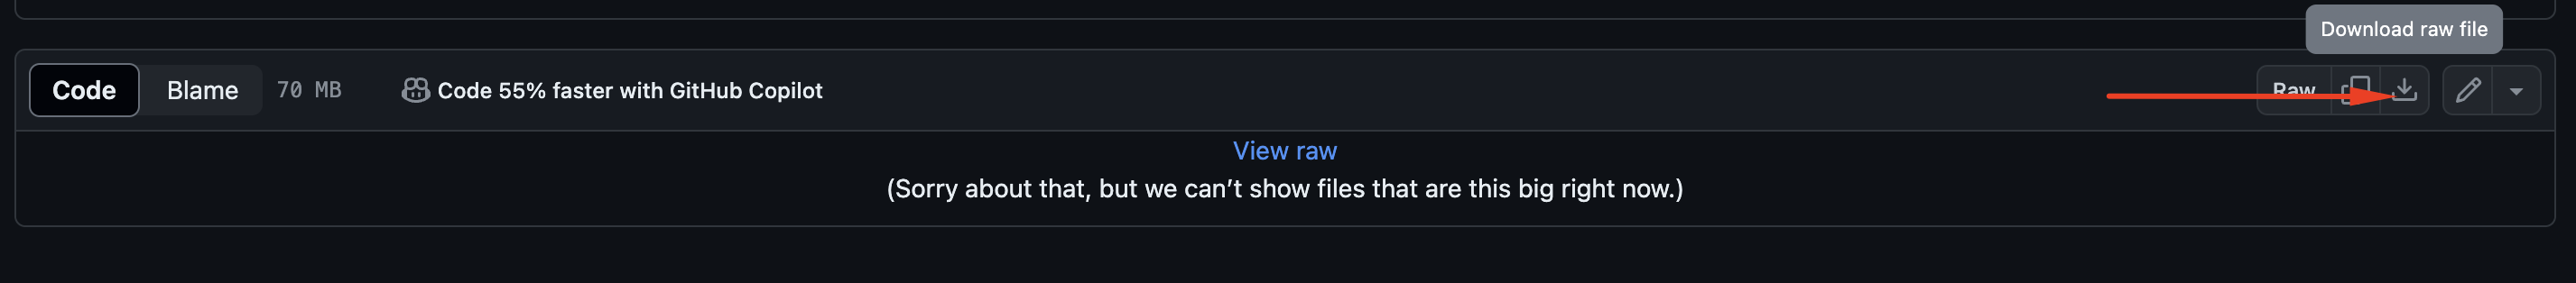 Download raw file
Code Blame 70 MB Code 55% faster with GitHub Copilot Raw
View raw
(Sorry about that, but we can’t show files that are this big right now.)